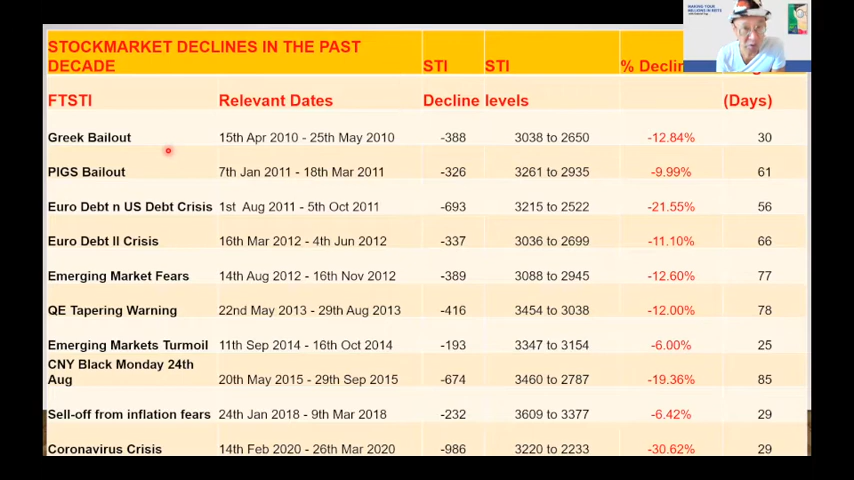 MAKING YOUR
MILLIONS IN REITS
STOCKMARKET DECLINES IN THE PAST
DECADE STI STI
FTSTI Relevant Dates Decline levels (Days)
Greek Bailout 15th Apr 2010 - 25th May 2010 -388 3038 to 2650 -12.84% 30
PIGS Bailout 7th Jan 2011 - 18th Mar 2011 -326 3261 to 2935 -9.99% 61
Euro Debt n US Debt Crisis 1st Aug 2011 - 5th Oct 2011 -693 3215 to 2522 -21.55% 56
Euro Debt II Crisis 16th Mar 2012 - 4th Jun 2012 -337 3036 to 2699 -11.10% 66
Emerging Market Fears 14th Aug 2012 - 16th Nov 2012 -389 3088 to 2945 -12.60% 77
QE Tapering Warning 22nd May 2013 - 29th Aug 2013 -416 3454 to 3038 -12.00% 78
Emerging Markets Turmoil 11th Sep 2014 - 16th Oct 2014 -193 3347 to 3154 -6.00% 25
CNY Black Monday 24th
Aug 20th May 2015 - 29th Sep 2015 -674 3460 to 2787 -19.36% 85
Sell-off from inflation fears 24th Jan 2018 - 9th Mar 2018 -232 3609 to 3377 -6.42% 29
Coronavirus Crisis 14th Feb 2020 - 26th Mar 2020 -986 3220 to 2233 -30.62% 29